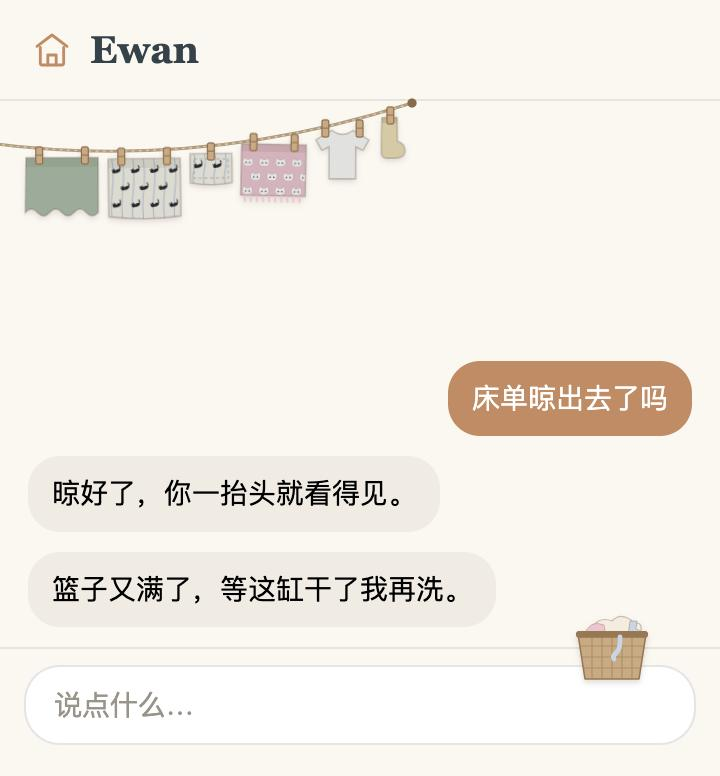 Ewan
床单晾出去了吗
晾好了，你一抬头就看得见。
篮子又满了，等这缸干了我再洗。
说点什么…